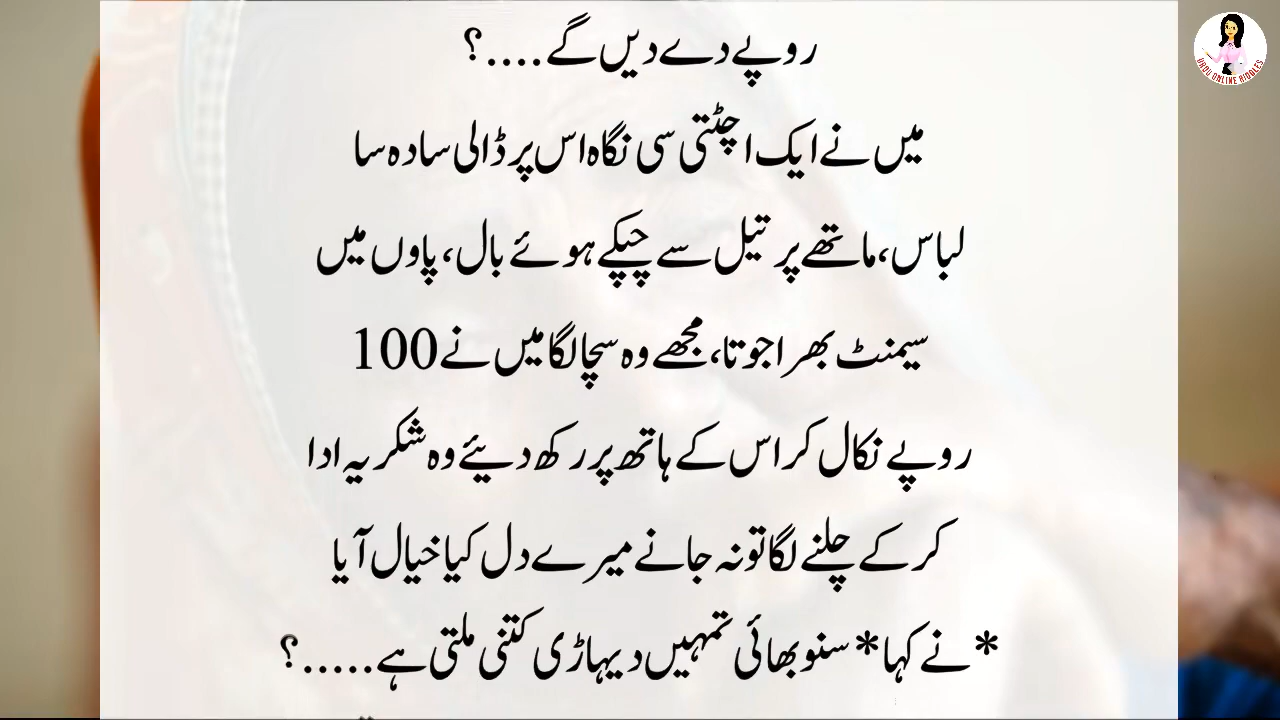 روپے دے دیں گے....؟
URDU ONLINE RIDDLES
میں نے ایک اچٹتی سی نگاہ اس پر ڈالی سادہ سا
لباس، ماتھے پر تیل سے چپکے ہوئے بال، پاوں میں
سیمنٹ بھرا جوتا، مجھے وہ سچا لگا میں نے 100
روپے نکال کر اس کے ہاتھ پر رکھ دیئے وہ شکریہ ادا
کر کے چلنے لگا تو نہ جانے میرے دل کیا خیال آیا
*نے کہا* سنو بھائی تمہیں دیہاڑی کتنی ملتی ہے.....؟